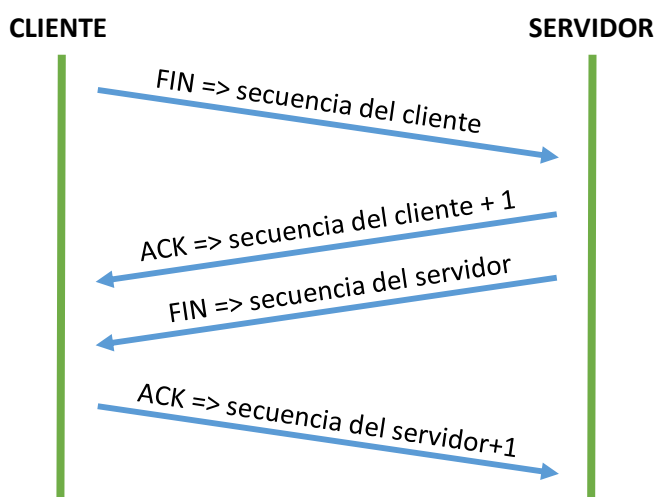 CLIENTE
SERVIDOR
FIN => secuencia del cliente
ACK => secuencia del cliente + 1
FIN => secuencia del servidor
ACK => secuencia del servidor+1